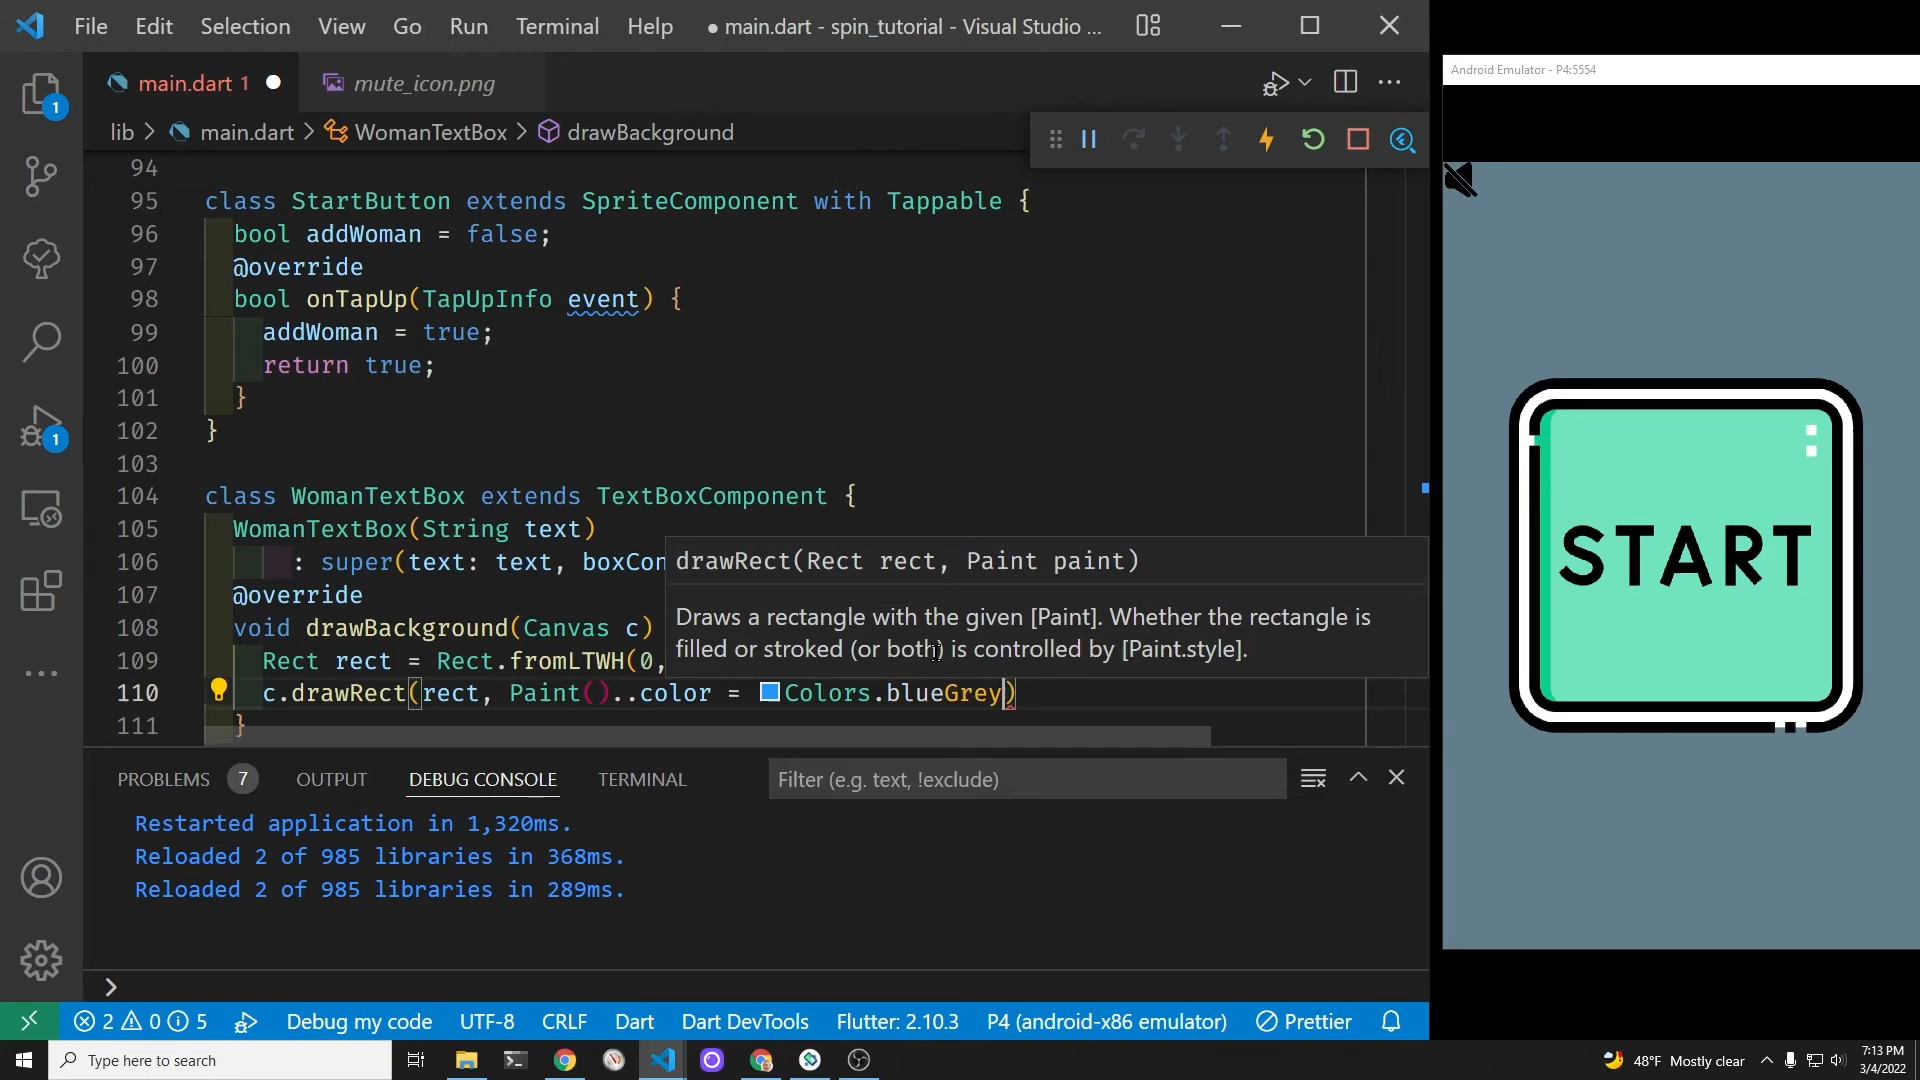 File Edit Selection View Go Run Terminal Help ● main.dart - spin_tutorial - Visual Studio ...
main.dart 1 ● mute_icon.png
lib > main.dart > WomanTextBox > drawBackground
94
95 class StartButton extends SpriteComponent with Tappable {
96 bool addWoman = false;
97 @override
98 bool onTapUp(TapUpInfo event) {
99 addWoman = true;
100 return true;
101 }
102 }
103
104 class WomanTextBox extends TextBoxComponent {
105 WomanTextBox(String text)
106 : super(text: text, boxCon
107 @override
108 void drawBackground(Canvas c)
109 Rect rect = Rect.fromLTWH(0,
110 c.drawRect(rect, Paint()..color = Colors.blueGrey)
111 }
drawRect(Rect rect, Paint paint)
Draws a rectangle with the given [Paint]. Whether the rectangle is
filled or stroked (or both) is controlled by [Paint.style].
1
1
PROBLEMS 7 OUTPUT DEBUG CONSOLE TERMINAL Filter (e.g. text, !exclude)
Restarted application in 1,320ms.
Reloaded 2 of 985 libraries in 368ms.
Reloaded 2 of 985 libraries in 289ms.
2 0 5 Debug my code UTF-8 CRLF Dart Dart DevTools Flutter: 2.10.3 P4 (android-x86 emulator) Prettier
Android Emulator - P4:5554
START
Type here to search
48°F Mostly clear
7:13 PM
3/4/2022